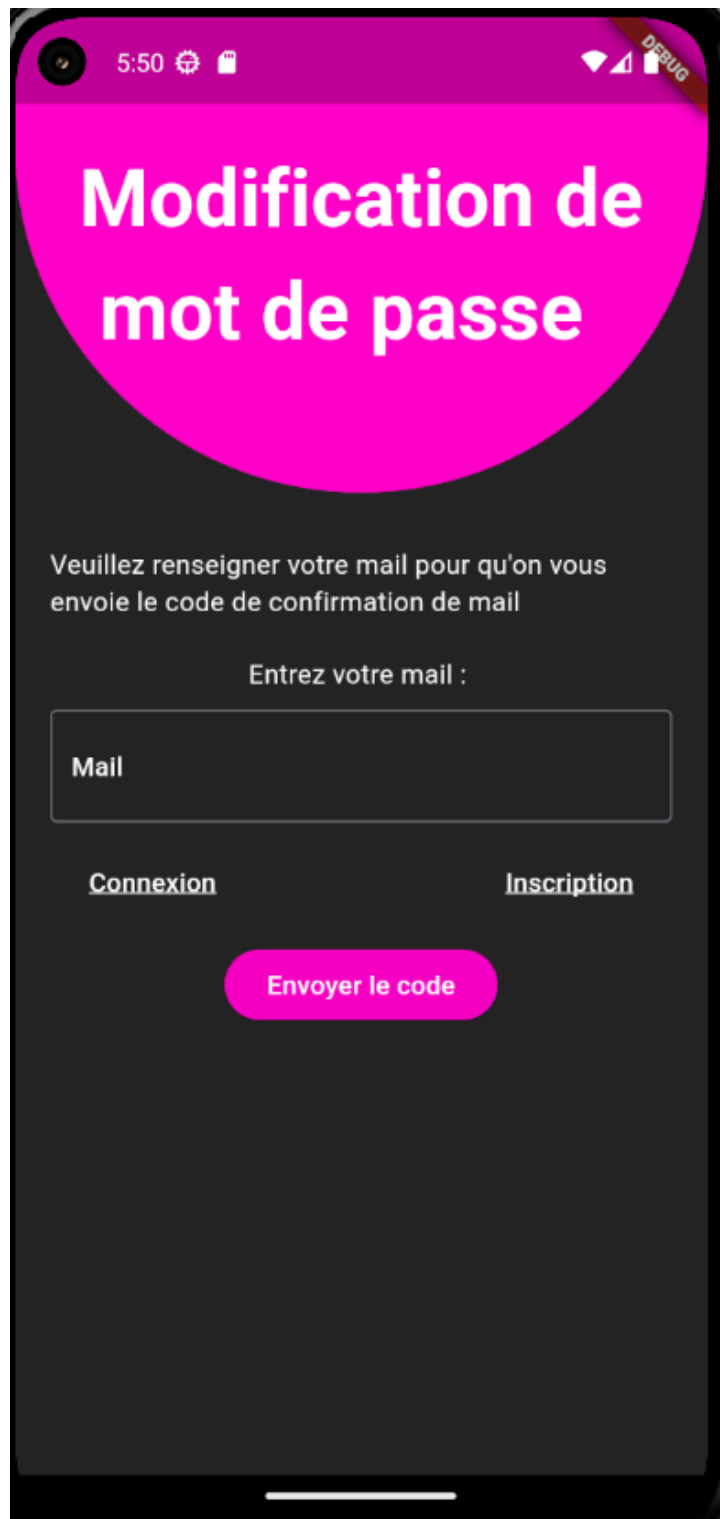 5:50
DEBUG
Modification de
mot de passe
Veuillez renseigner votre mail pour qu'on vous
envoie le code de confirmation de mail
Entrez votre mail :
Mail
Connexion Inscription
Envoyer le code